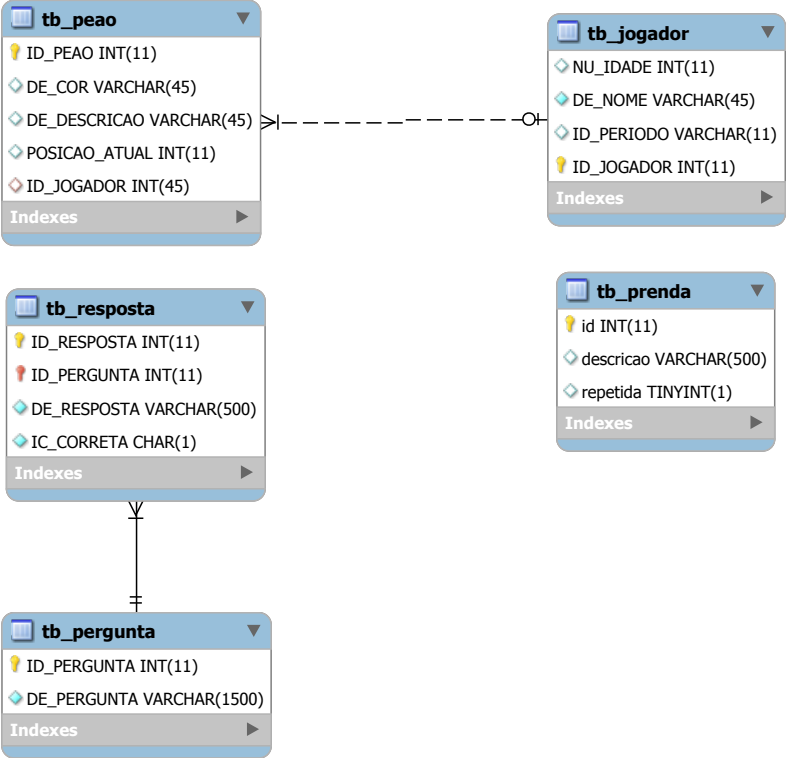 tb_peao
ID_PEAO INT(11)
DE_COR VARCHAR(45)
DE_DESCRICAO VARCHAR(45)
POSICAO_ATUAL INT(11)
ID_JOGADOR INT(45)
Indexes
tb_jogador
NU_IDADE INT(11)
DE_NOME VARCHAR(45)
ID_PERIODO VARCHAR(11)
ID_JOGADOR INT(11)
Indexes
tb_resposta
ID_RESPOSTA INT(11)
ID_PERGUNTA INT(11)
DE_RESPOSTA VARCHAR(500)
IC_CORRETA CHAR(1)
Indexes
tb_prenda
id INT(11)
descricao VARCHAR(500)
repetida TINYINT(1)
Indexes
tb_pergunta
ID_PERGUNTA INT(11)
DE_PERGUNTA VARCHAR(1500)
Indexes